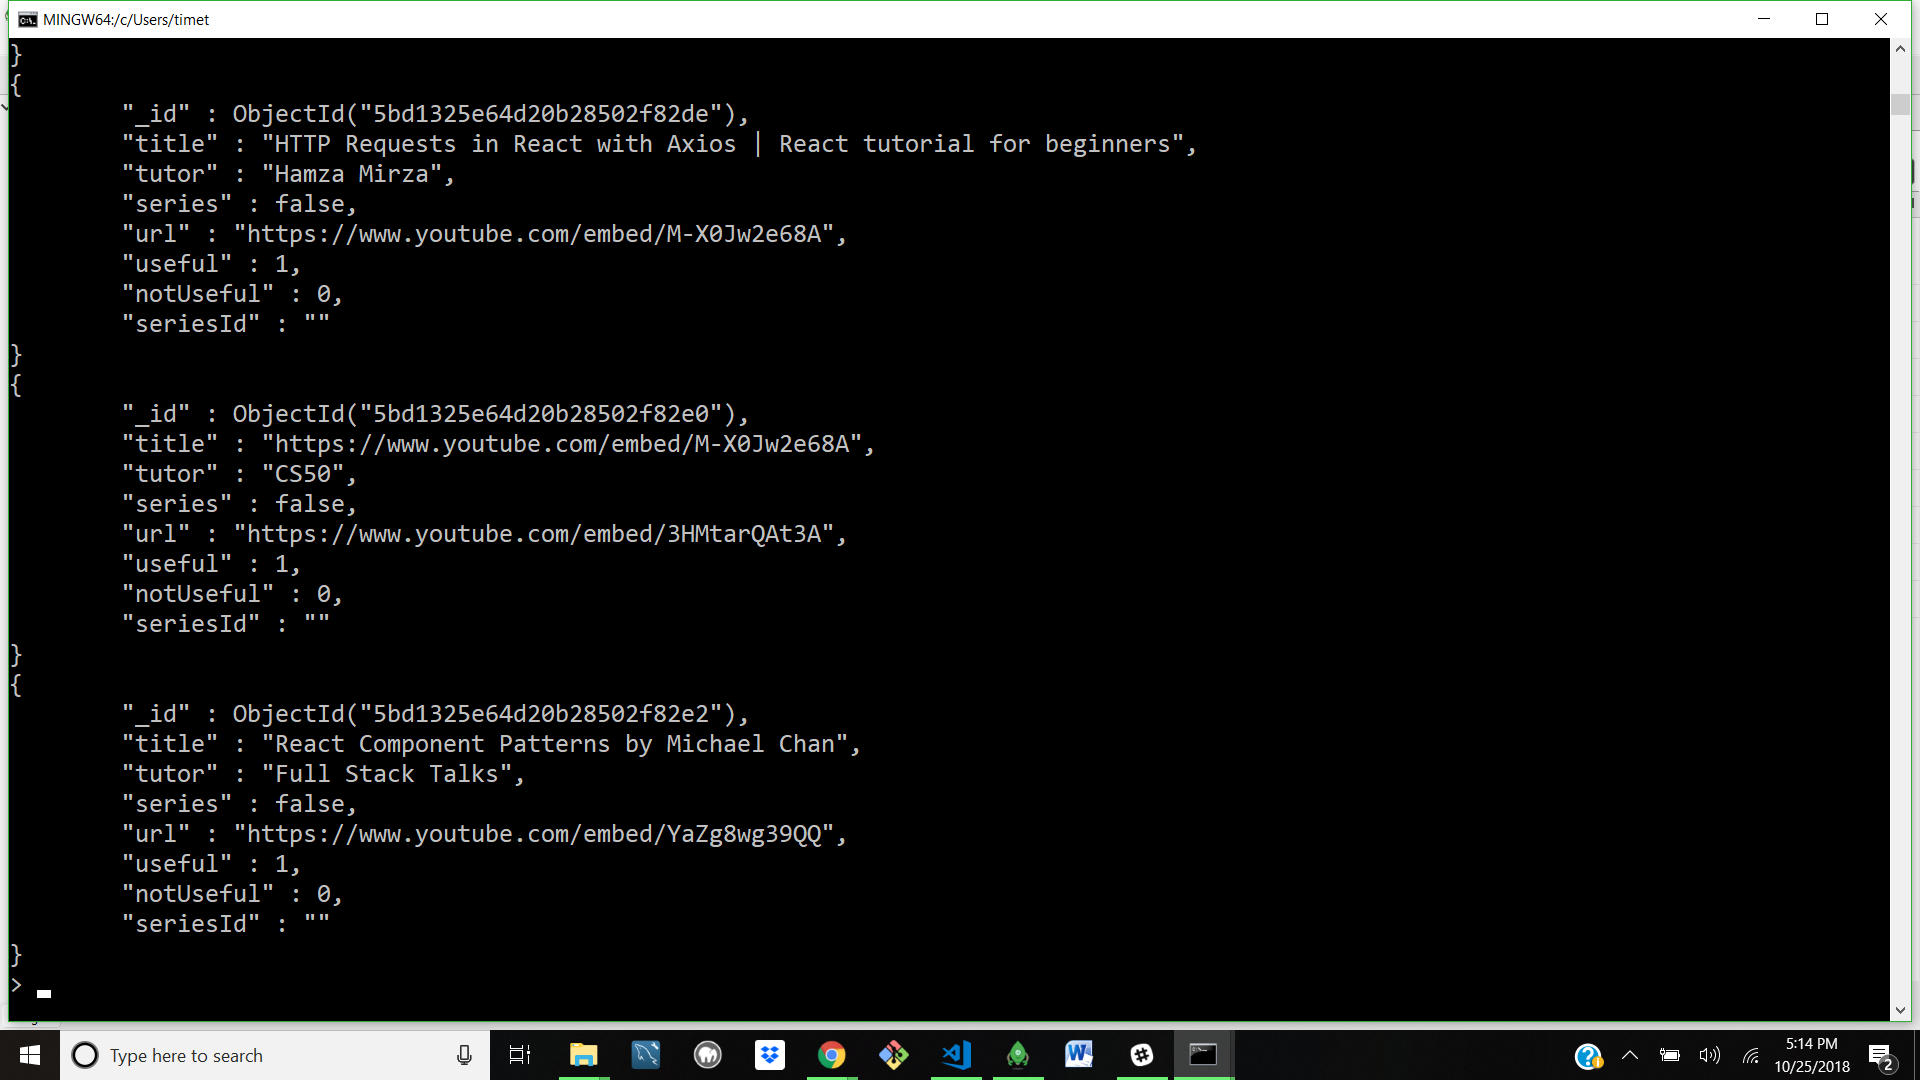 MINGW64:/c/Users/timet
}
{
"_id" : ObjectId("5bd1325e64d20b28502f82de"),
"title" : "HTTP Requests in React with Axios | React tutorial for beginners",
"tutor" : "Hamza Mirza",
"series" : false,
"url" : "https://www.youtube.com/embed/M-X0Jw2e68A",
"useful" : 1,
"notUseful" : 0,
"seriesId" : ""
}
{
"_id" : ObjectId("5bd1325e64d20b28502f82e0"),
"title" : "https://www.youtube.com/embed/M-X0Jw2e68A",
"tutor" : "CS50",
"series" : false,
"url" : "https://www.youtube.com/embed/3HMtarQAt3A",
"useful" : 1,
"notUseful" : 0,
"seriesId" : ""
}
{
"_id" : ObjectId("5bd1325e64d20b28502f82e2"),
"title" : "React Component Patterns by Michael Chan",
"tutor" : "Full Stack Talks",
"series" : false,
"url" : "https://www.youtube.com/embed/YaZg8wg39QQ",
"useful" : 1,
"notUseful" : 0,
"seriesId" : ""
}
>
Type here to search
5:14 PM
10/25/2018
2